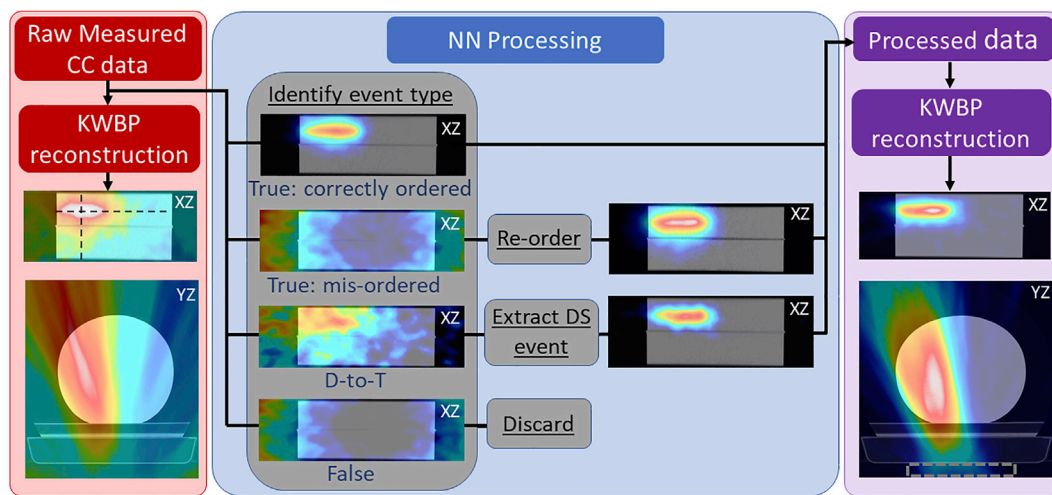 Raw Measured
CC data
KWBP
reconstruction
XZ
YZ
NN Processing
Identify event type
XZ
True: correctly ordered
XZ
True: mis-ordered
Re-order
XZ
XZ
D-to-T
Extract DS
event
XZ
XZ
False
Discard
Processed data
KWBP
reconstruction
XZ
YZ